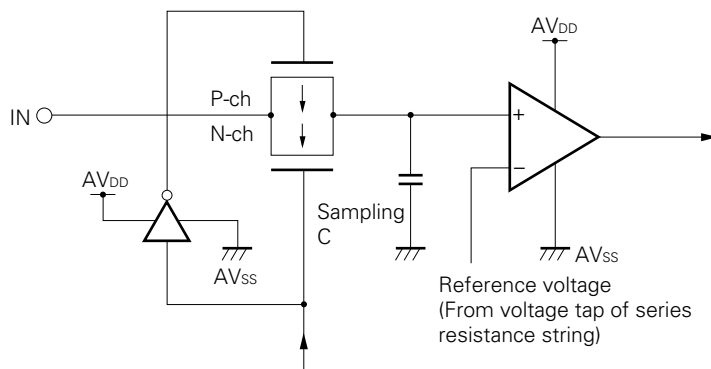 AVDD
P-ch
IN
N-ch
+
−
AVDD
Sampling
C
AVSS
AVSS
Reference voltage
(From voltage tap of series
resistance string)